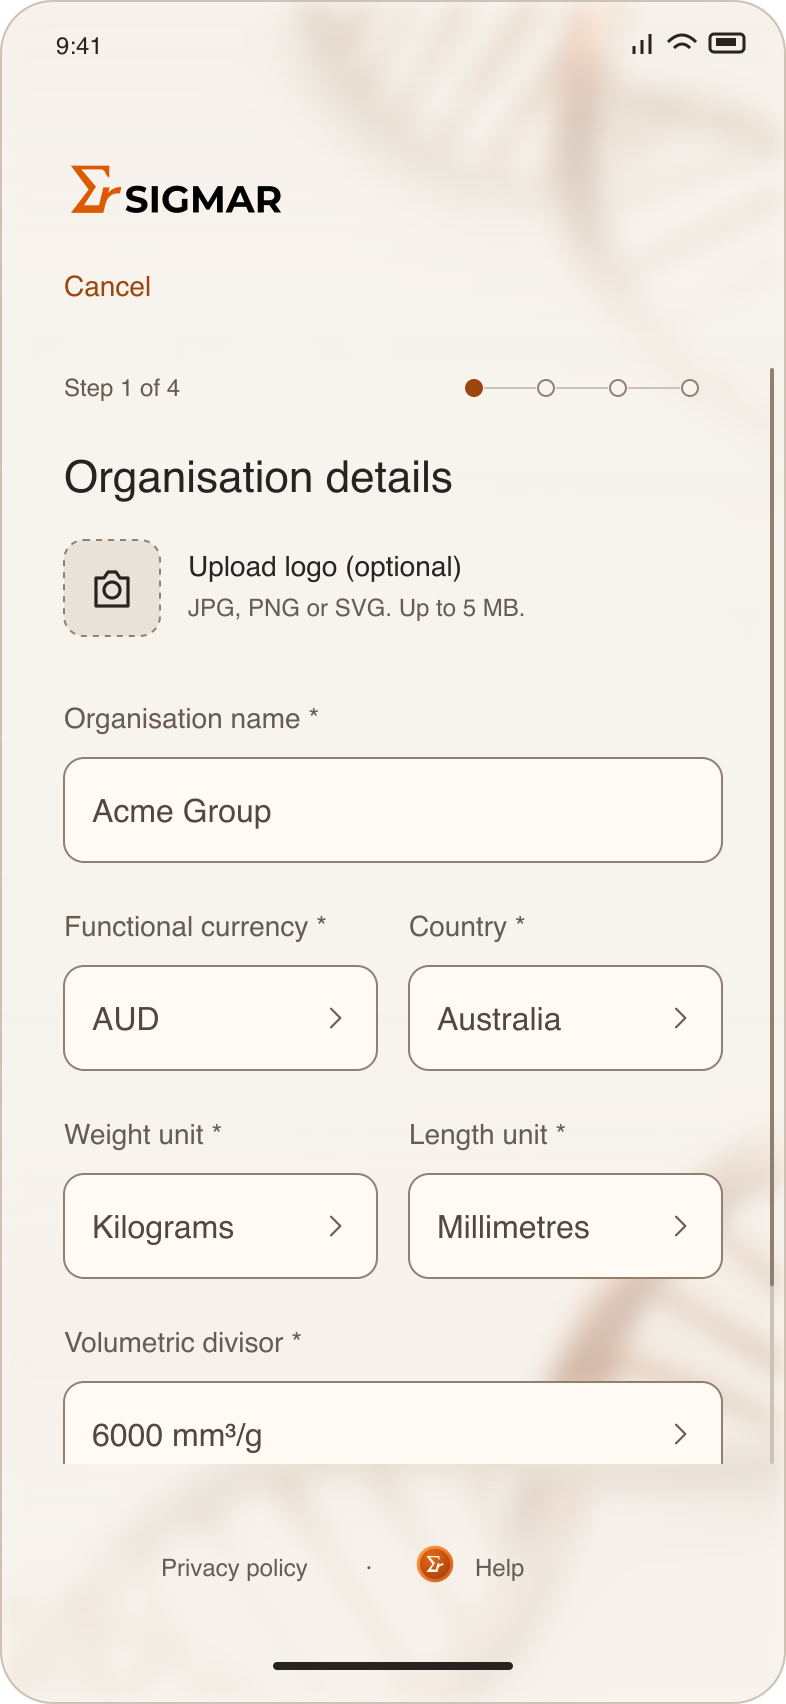 9:41
Σr SIGMAR
Cancel
Step 1 of 4
Organisation details
Upload logo (optional)
JPG, PNG or SVG. Up to 5 MB.
Organisation name *
Acme Group
Functional currency * Country *
AUD Australia
Weight unit * Length unit *
Kilograms Millimetres
Volumetric divisor *
6000 mm³/g
Privacy policy · Σr Help